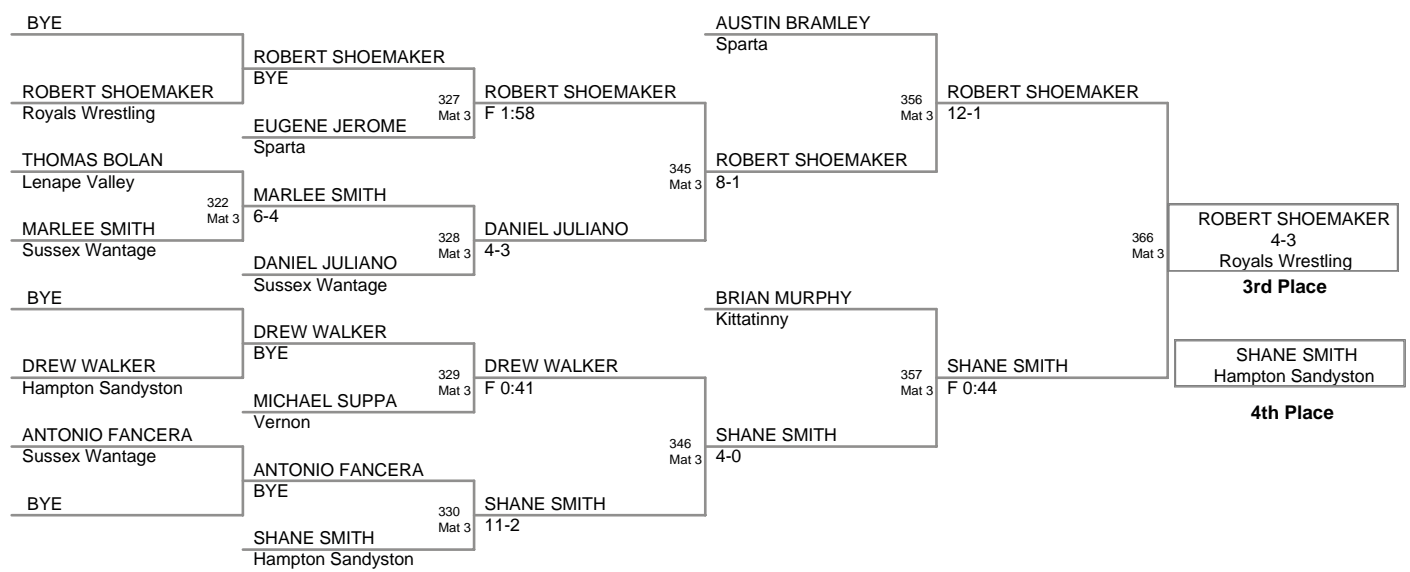 BYE
ROBERT SHOEMAKER
Royals Wrestling
THOMAS BOLAN
Lenape Valley
322
Mat 3
MARLEE SMITH
Sussex Wantage
BYE
DREW WALKER
Hampton Sandyston
ANTONIO FANCERA
Sussex Wantage
BYE
ROBERT SHOEMAKER
BYE
327
Mat 3
EUGENE JEROME
Sparta
MARLEE SMITH
6-4
328
Mat 3
DANIEL JULIANO
Sussex Wantage
DREW WALKER
BYE
329
Mat 3
MICHAEL SUPPA
Vernon
ANTONIO FANCERA
BYE
330
Mat 3
SHANE SMITH
Hampton Sandyston
ROBERT SHOEMAKER
F 1:58
345
Mat 3
DANIEL JULIANO
4-3
DREW WALKER
F 0:41
346
Mat 3
SHANE SMITH
11-2
AUSTIN BRAMLEY
Sparta
356
Mat 3
ROBERT SHOEMAKER
8-1
BRIAN MURPHY
Kittatinny
357
Mat 3
SHANE SMITH
4-0
ROBERT SHOEMAKER
12-1
366
Mat 3
SHANE SMITH
F 0:44
ROBERT SHOEMAKER
4-3
Royals Wrestling
3rd Place
SHANE SMITH
Hampton Sandyston
4th Place